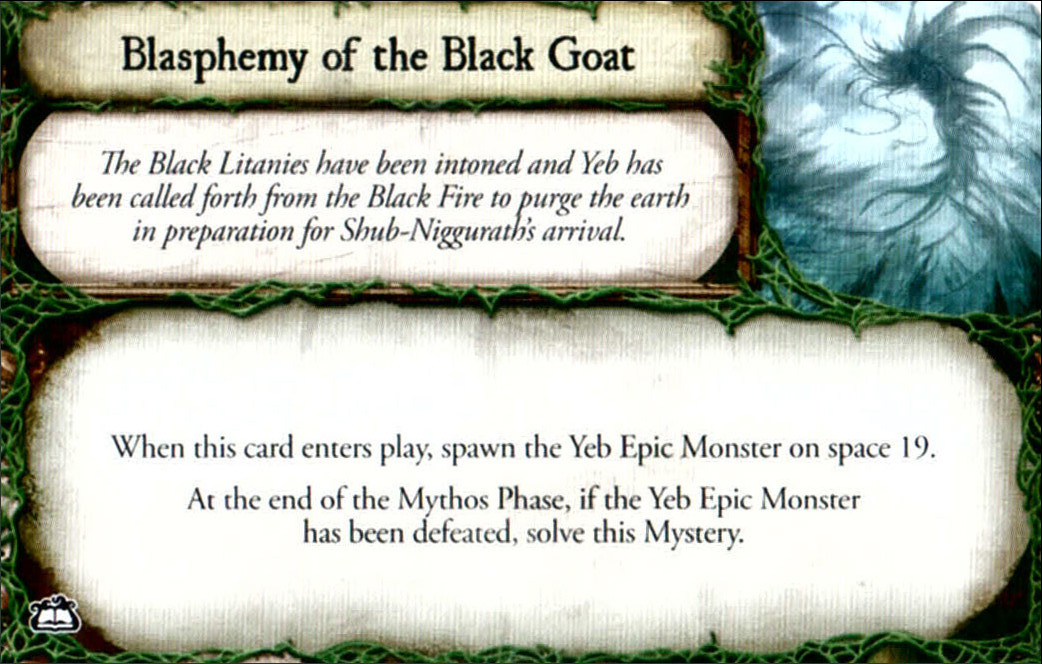 Blasphemy of the Black Goat
The Black Litanies have been intoned and Yeb has
been called forth from the Black Fire to purge the earth
in preparation for Shub-Niggurath's arrival.
When this card enters play, spawn the Yeb Epic Monster on space 19.
At the end of the Mythos Phase, if the Yeb Epic Monster
has been defeated, solve this Mystery.